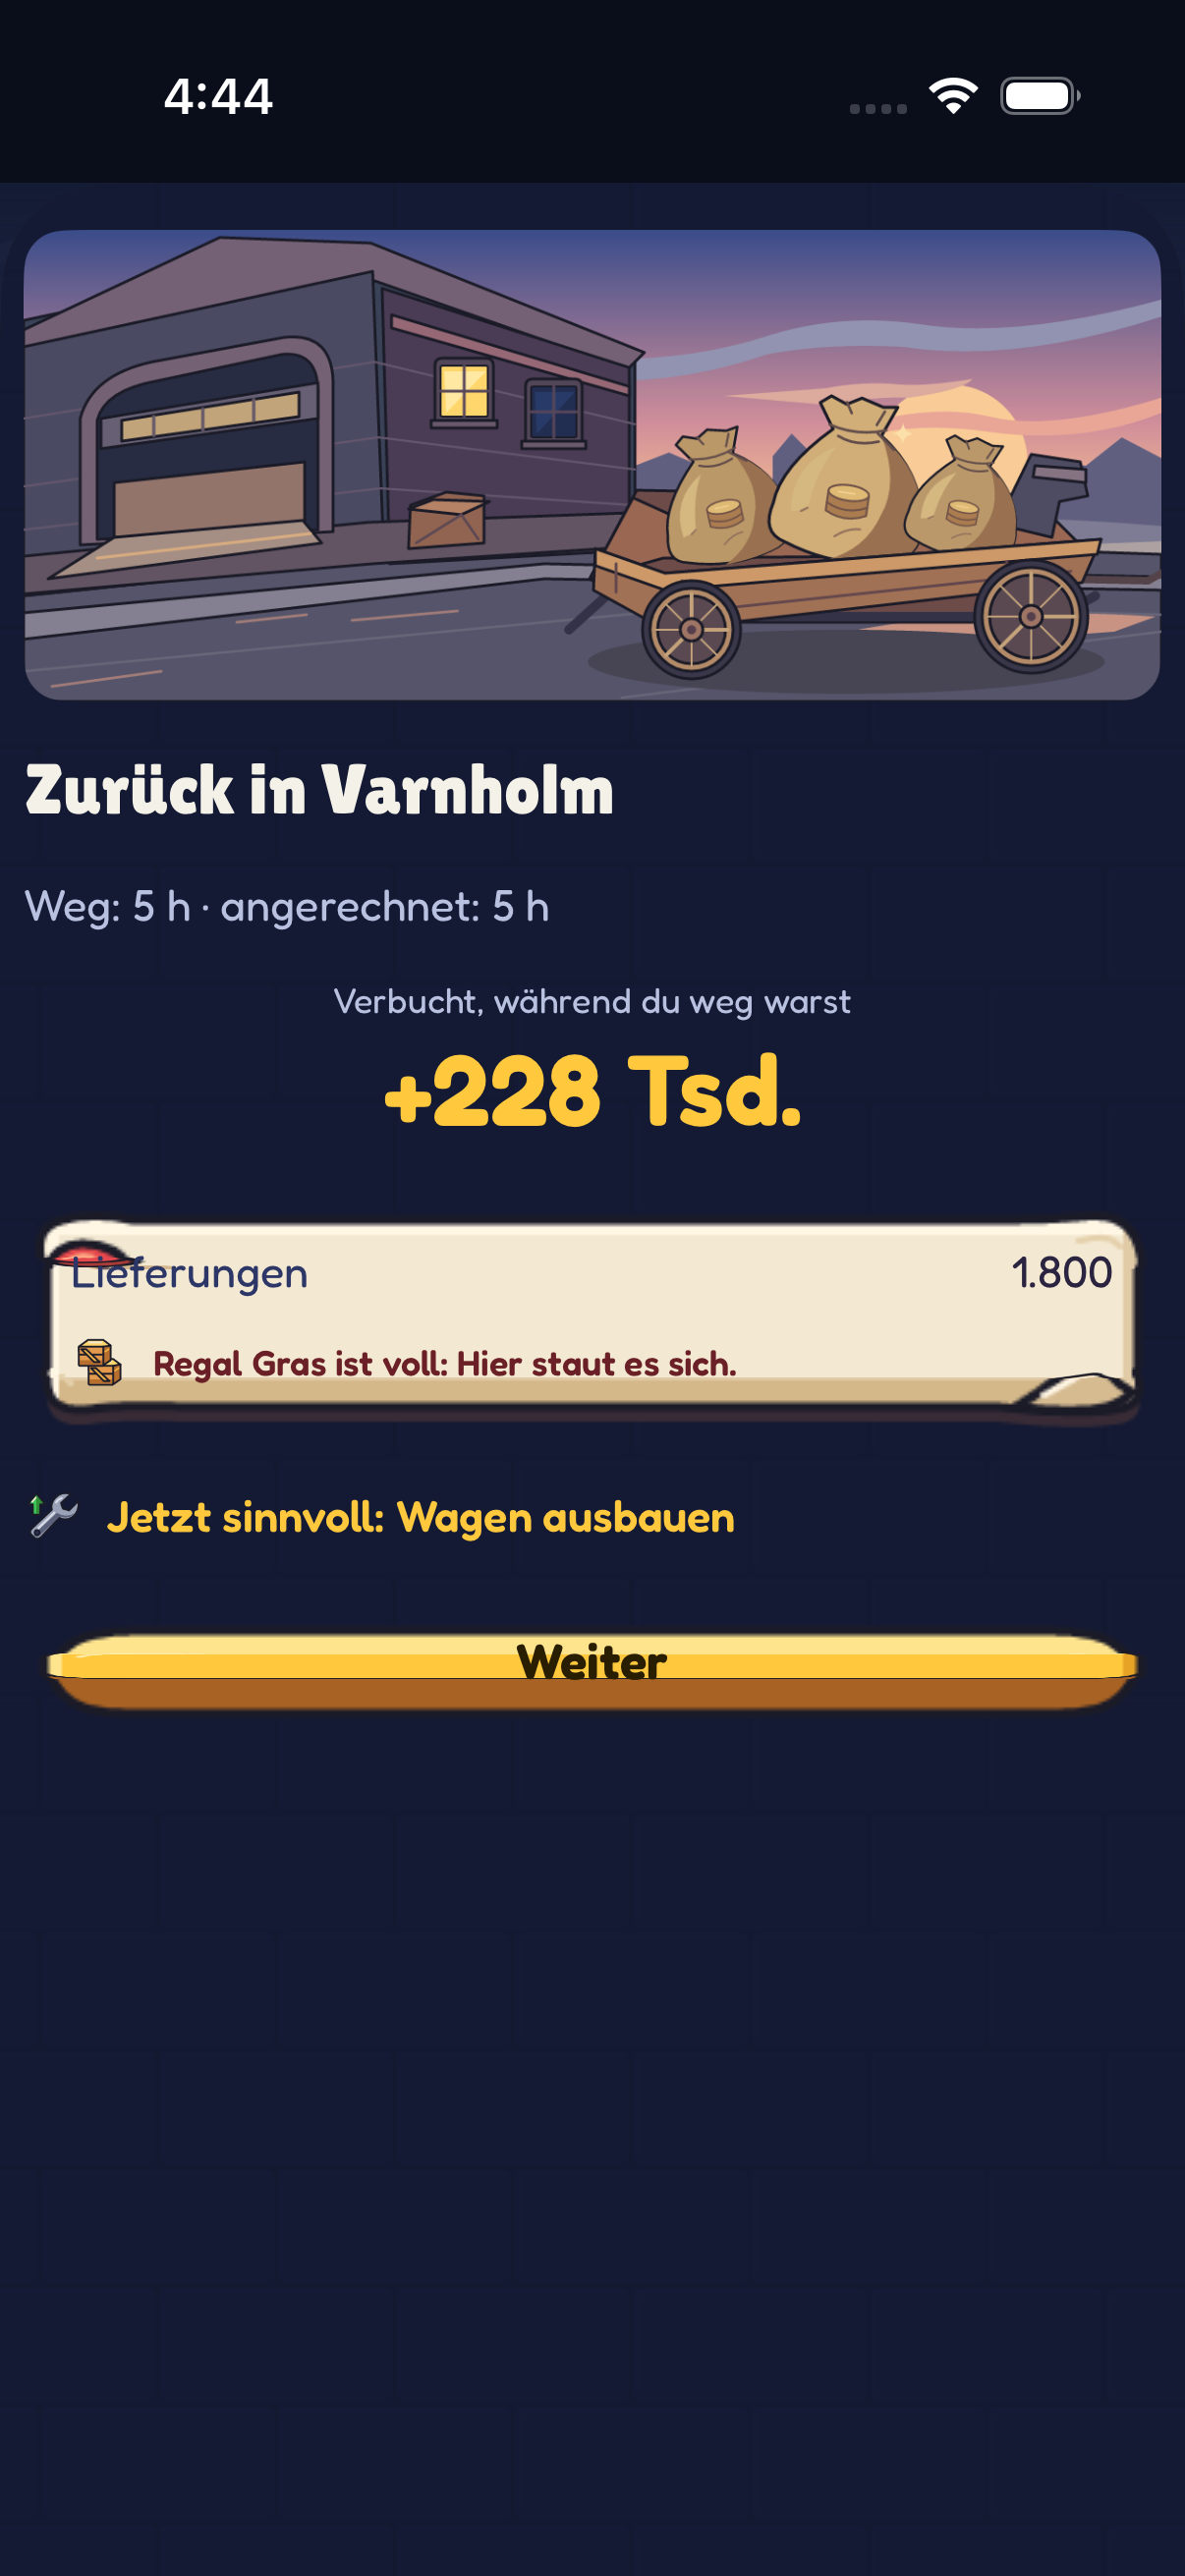 4:44
Zurück in Varnholm
Weg: 5 h · angerechnet: 5 h
Verbucht, während du weg warst
+228 Tsd.
Lieferungen 1.800
Regal Gras ist voll: Hier staut es sich.
Jetzt sinnvoll: Wagen ausbauen
Weiter